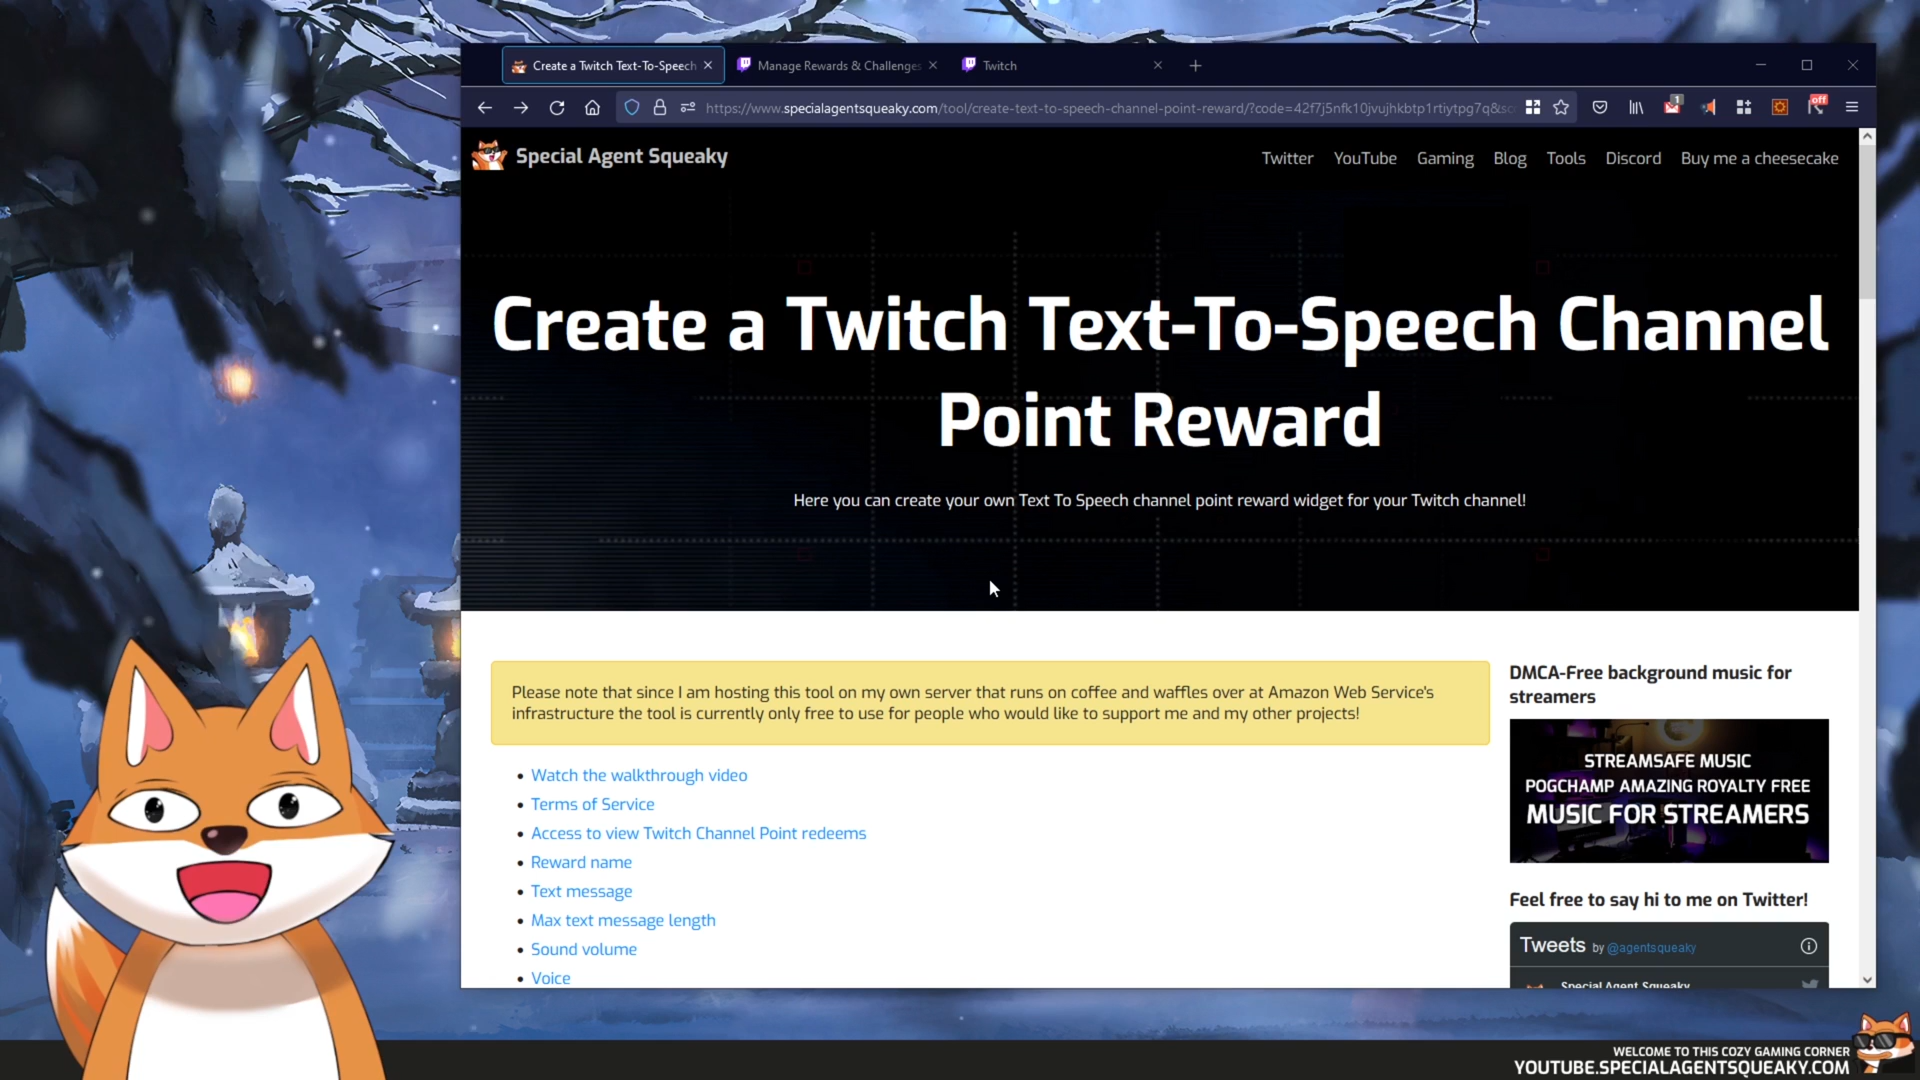 Create a Twitch Text-To-Speech
Manage Rewards & Challenges
Twitch
https://www.specialagentsqueaky.com/tool/create-text-to-speech-channel-point-reward/?code=42f7j5nfk10jvujhkbtp1rtiytpg7q&sc
1
off
Special Agent Squeaky
Twitter YouTube Gaming Blog Tools Discord Buy me a cheesecake
Create a Twitch Text-To-Speech Channel
Point Reward
Here you can create your own Text To Speech channel point reward widget for your Twitch channel!
Please note that since I am hosting this tool on my own server that runs on coffee and waffles over at Amazon Web Service's
infrastructure the tool is currently only free to use for people who would like to support me and my other projects!
Watch the walkthrough video
Terms of Service
Access to view Twitch Channel Point redeems
Reward name
Text message
Max text message length
Sound volume
Voice
DMCA-Free background music for
streamers
STREAMSAFE MUSIC
POGCHAMP AMAZING ROYALTY FREE
MUSIC FOR STREAMERS
Feel free to say hi to me on Twitter!
Tweets by @agentsqueaky
Special Agent Squeaky
WELCOME TO THIS COZY GAMING CORNER
YOUTUBE.SPECIALAGENTSQUEAKY.COM